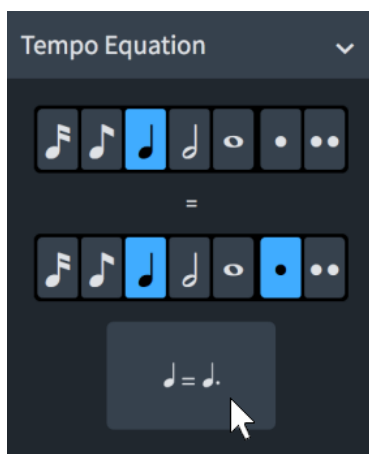 Tempo Equation
=
=